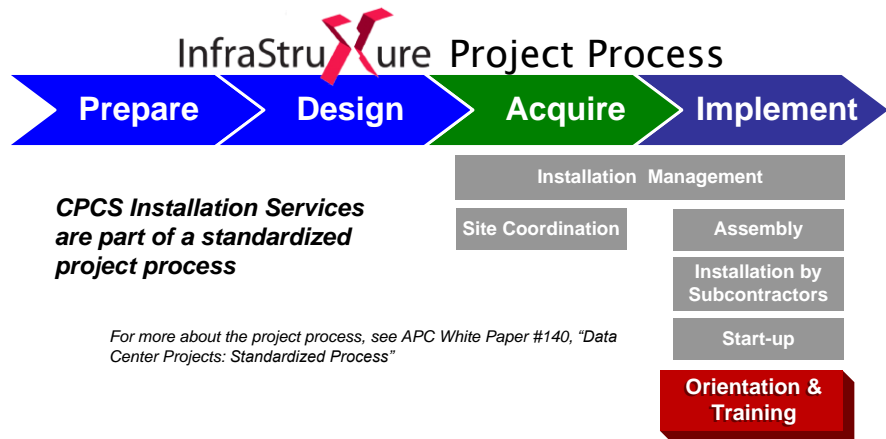 InfraStruXure Project Process
Prepare
Design
Acquire
Implement
Installation Management
CPCS Installation Services
are part of a standardized
project process
Site Coordination
Assembly
Installation by
Subcontractors
For more about the project process, see APC White Paper #140, “Data
Center Projects: Standardized Process”
Start-up
Orientation &
Training